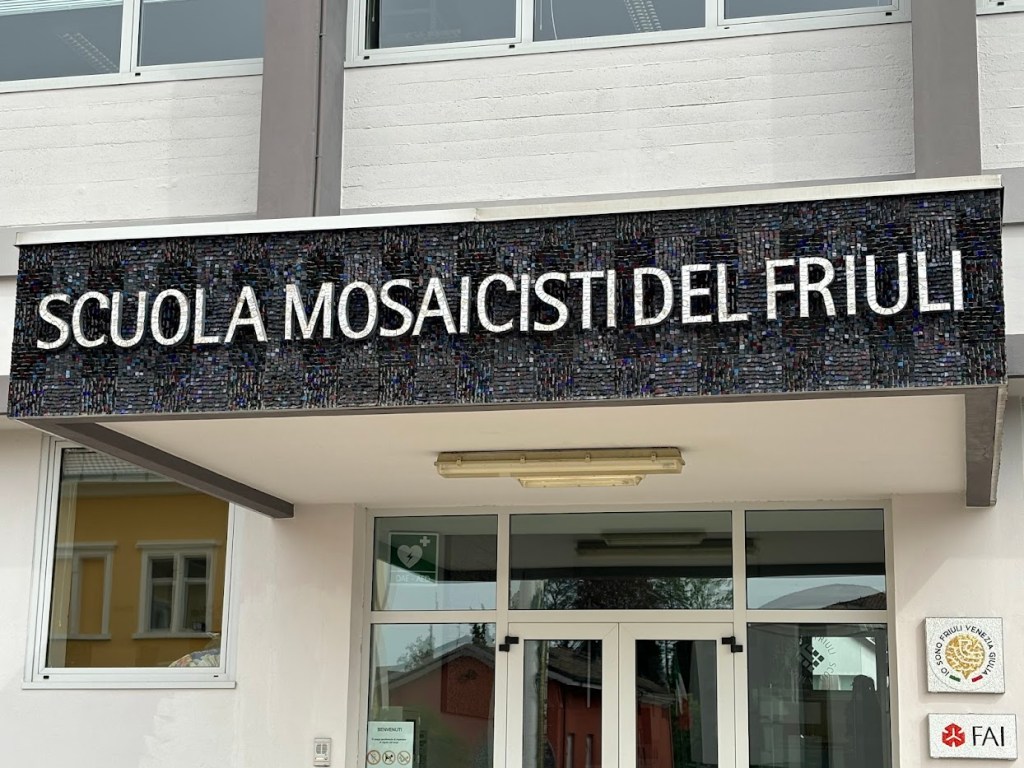 SCUOLA MOSAICISTI DEL FRIULI
IO SONO FRIULI VENEZIA GIULIA
BENVENUTI
FAI